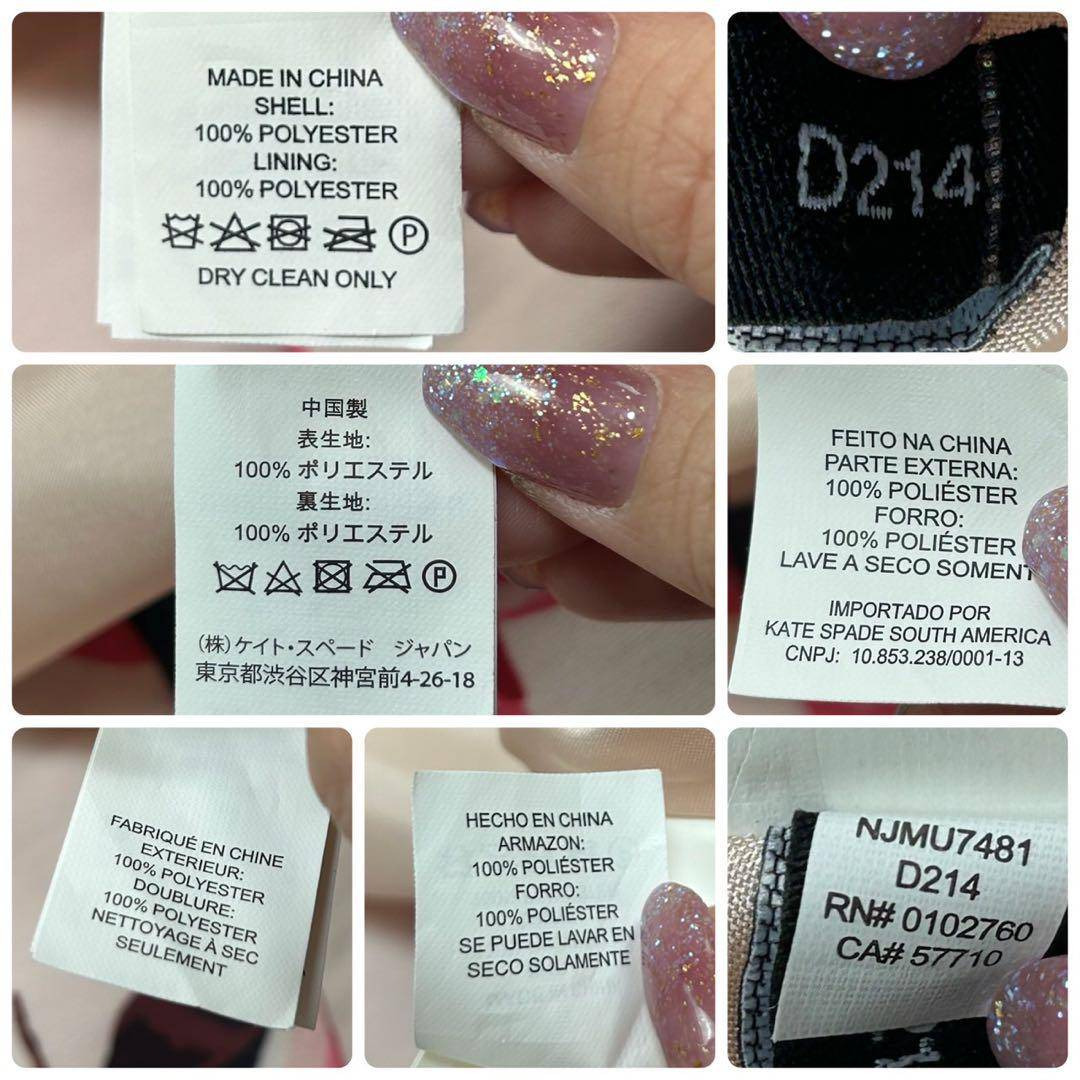 MADE IN CHINA
SHELL:
100% POLYESTER
LINING:
100% POLYESTER
P
DRY CLEAN ONLY
D214
中国製
表生地:
100% ポリエステル
裏生地:
100% ポリエステル
P
(株)ケイト・スペード ジャパン
東京都渋谷区神宮前4-26-18
FEITO NA CHINA
PARTE EXTERNA:
100% POLIÉSTER
FORRO:
100% POLIÉSTER
LAVE A SECO SOMENT
IMPORTADO POR
KATE SPADE SOUTH AMERICA
CNPJ: 10.853.238/0001-13
FABRIQUÉ EN CHINE
EXTERIEUR:
100% POLYESTER
DOUBLURE:
100% POLYESTER
NETTOYAGE À SEC
SEULEMENT
HECHO EN CHINA
ARMAZON:
100% POLIÉSTER
FORRO:
100% POLIÉSTER
SE PUEDE LAVAR EN
SECO SOLAMENTE
NJMU7481
D214
RN# 0102760
CA# 57710